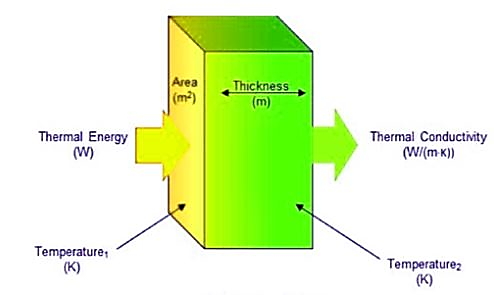 Area
(m²)
Thickness
(m)
Thermal Energy
(W)
Thermal Conductivity
(W/(m·K))
Temperature₁
(K)
Temperature₂
(K)